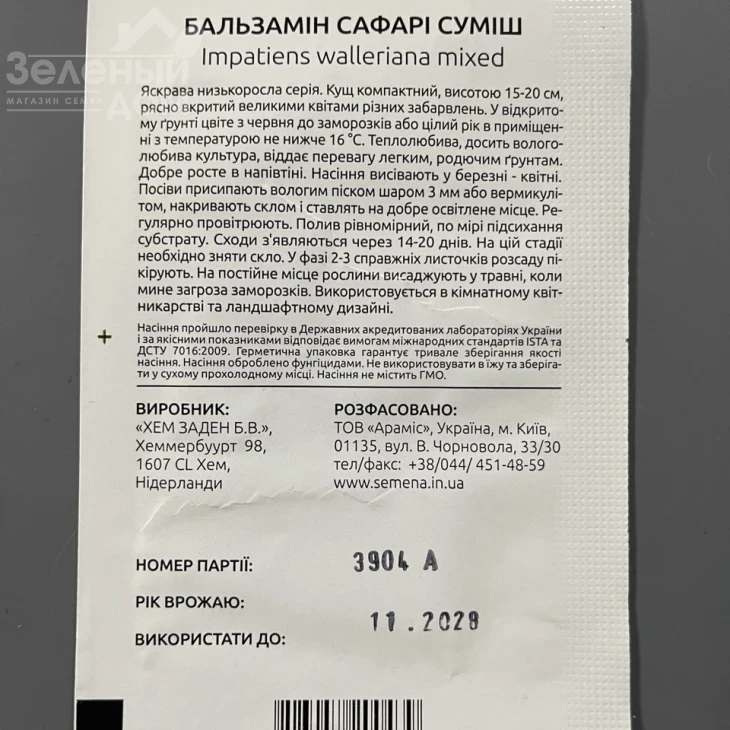 БАЛЬЗАМІН САФАРІ СУМІШ
Impatiens walleriana mixed
Зеленый
МАГАЗИН СЕМЯН
Яскрава низькоросла серія. Кущ компактний, висотою 15-20 см,
рясно вкритий великими квітами різних забарвлень. У відкрито-
му ґрунті цвіте з червня до заморозків або цілий рік в приміщен-
ні з температурою не нижче 16 °С. Теплолюбива, досить волого-
любива культура, віддає перевагу легким, родючим ґрунтам.
Добре росте в напівтіні. Насіння висівають у березні - квітні.
Посіви присипають вологим піском шаром 3 мм або вермикулі-
том, накривають склом і ставлять на добре освітлене місце. Ре-
гулярно провітрюють. Полив рівномірний, по мірі підсихання
субстрату. Сходи з'являються через 14-20 днів. На цій стадії
необхідно зняти скло. У фазі 2-3 справжніх листочків розсаду пі-
кірують. На постійне місце рослини висаджують у травні, коли
мине загроза заморозків. Використовується в кімнатному квіт-
никарстві та ландшафтному дизайні.
Насіння пройшло перевірку в Державних акредитованих лабораторіях України
і за якісними показниками відповідає вимогам міжнародних стандартів ISTA та
ДСТУ 7016:2009. Герметична упаковка гарантує тривале зберігання якості
насіння. Насіння оброблено фунгіцидами. Не використовувати в їжу та зберіга-
ти у сухому прохолодному місці. Насіння не містить ГМО.
ВИРОБНИК:
«ХЕМ ЗАДЕН Б.В.»,
Хеммербуурт 98,
1607 CL Хем,
Нідерланди
РОЗФАСОВАНО:
ТОВ «Араміс», Україна, м. Київ,
01135, вул. В. Чорновола, 33/30
тел/факс: +38/044/ 451-48-59
www.semena.in.ua
НОМЕР ПАРТІЇ: 3904 А
РІК ВРОЖАЮ:
11.2028
ВИКОРИСТАТИ ДО: